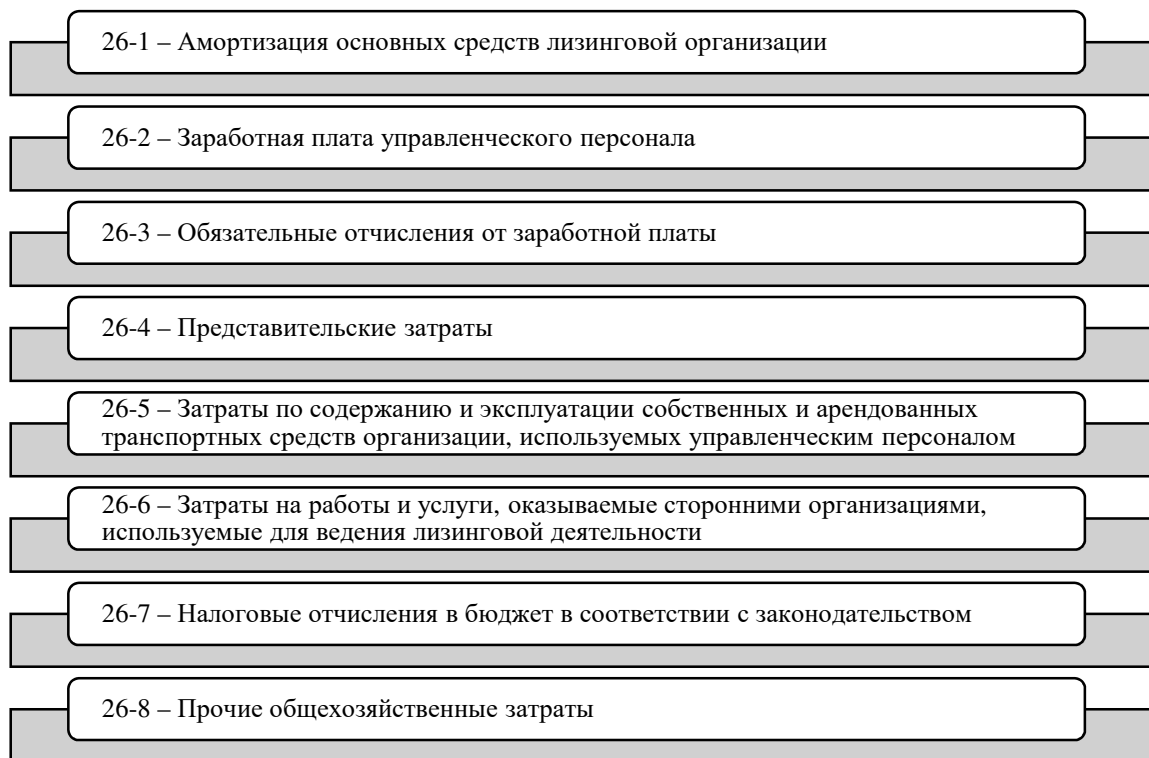 26-1 – Амортизация основных средств лизинговой организации
26-2 – Заработная плата управленческого персонала
26-3 – Обязательные отчисления от заработной платы
26-4 – Представительские затраты
26-5 – Затраты по содержанию и эксплуатации собственных и арендованных
транспортных средств организации, используемых управленческим персоналом
26-6 – Затраты на работы и услуги, оказываемые сторонними организациями,
используемые для ведения лизинговой деятельности
26-7 – Налоговые отчисления в бюджет в соответствии с законодательством
26-8 – Прочие общехозяйственные затраты